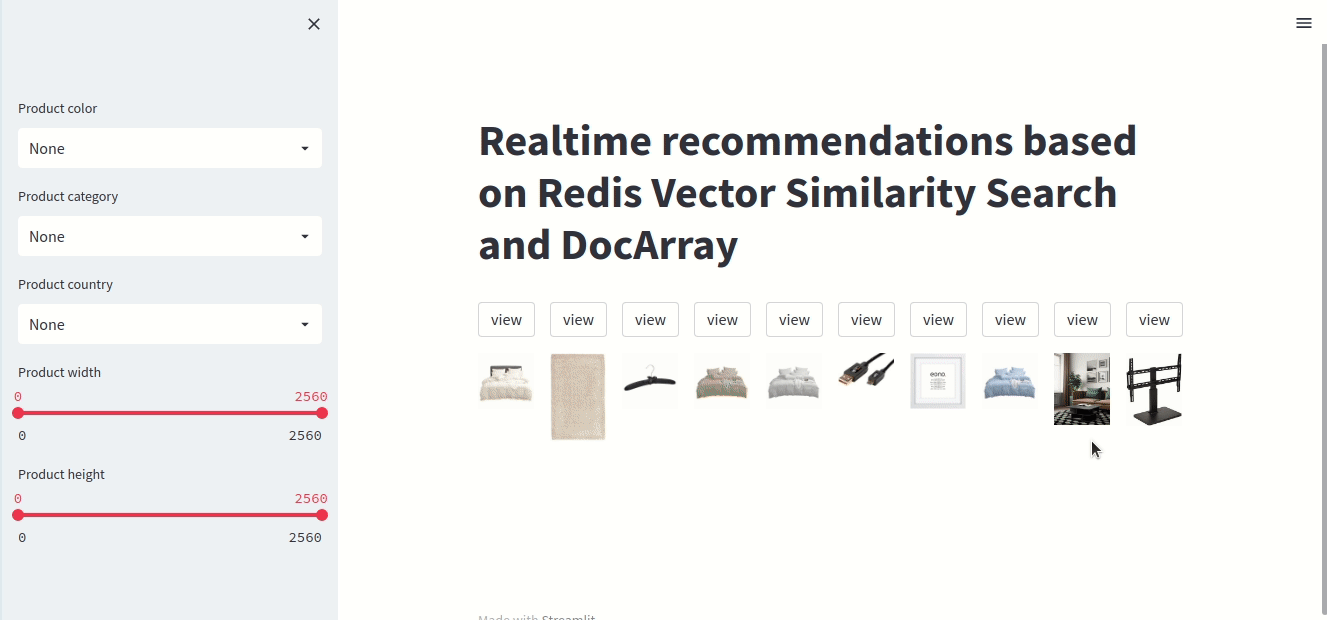 Product color
None
Product category
None
Product country
None
Product width
0 2560
0 2560
Product height
0 2560
0 2560
Realtime recommendations based
on Redis Vector Similarity Search
and DocArray
view view view view view view view view view view
eono
Made with Streamlit